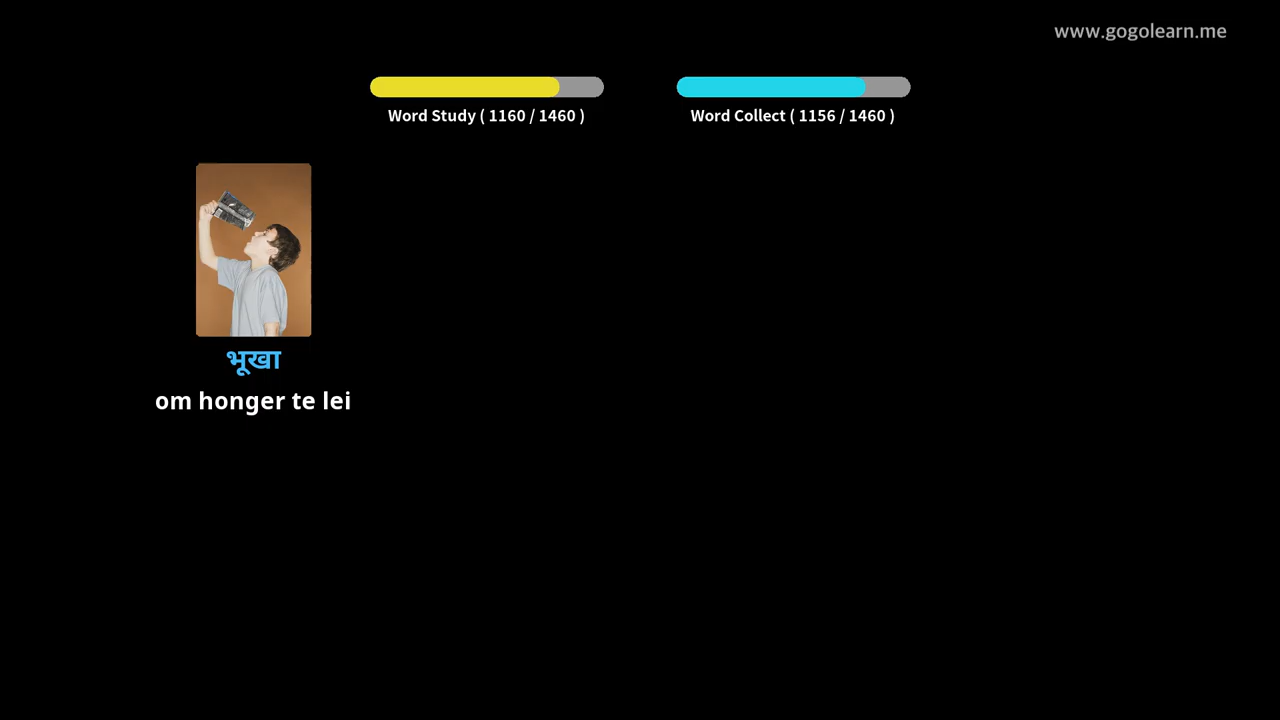 www.gogolearn.me
Word Study ( 1160 / 1460 )
Word Collect ( 1156 / 1460 )
भूखा
om honger te lei